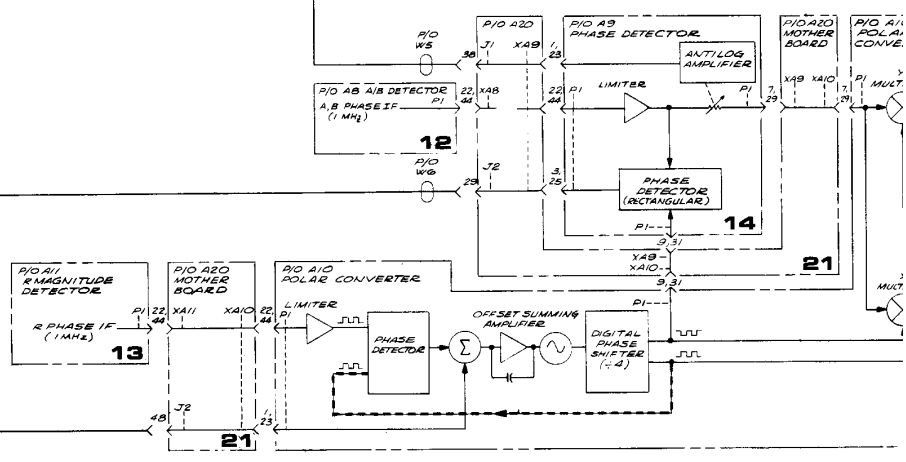 P/O
W5
P/O A20
P/O A9
PHASE DETECTOR
P/O A20
MOTHER
BOARD
P/O A10
POLAR
CONVE
38
J1
XA9
1,
23
ANTILOG
AMPLIFIER
P/O A8 A/B DETECTOR
P1
A,B PHASE IF
(1 MHz)
12
22,
44
XA8
22,
44
P1
LIMITER
P1
7,
29
XA9
XA10
7,
29
P1
MULT
P/O
W6
29
J2
3,
25
PHASE
DETECTOR
(RECTANGULAR)
P1
14
9,31
XA9
XA10
9,31
21
P1
P/O A11
R MAGNITUDE
DETECTOR
P1
R PHASE IF
(1 MHz)
13
22,
44
P/O A20
MOTHER
BOARD
XA11
XA10
22,
44
P/O A10
POLAR CONVERTER
P1
LIMITER
PHASE
DETECTOR
Σ
OFFSET SUMMING
AMPLIFIER
DIGITAL
PHASE
SHIFTER
(÷4)
X
MULT
48
J2
21
1,
23